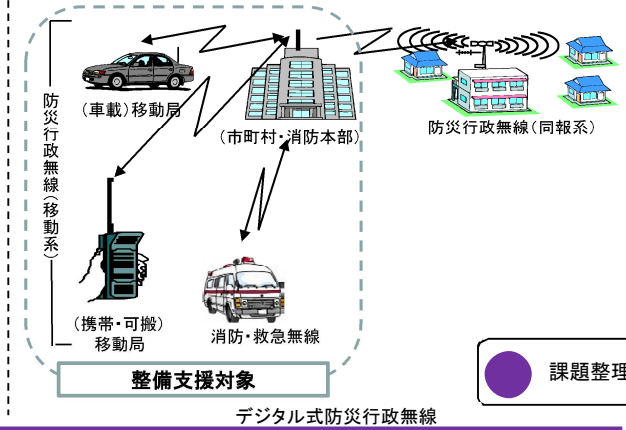 防災行政無線(移動系)
(車載)移動局
(市町村・消防本部)
防災行政無線(同報系)
(携帯・可搬)
移動局
消防・救急無線
整備支援対象
課題整理
デジタル式防災行政無線